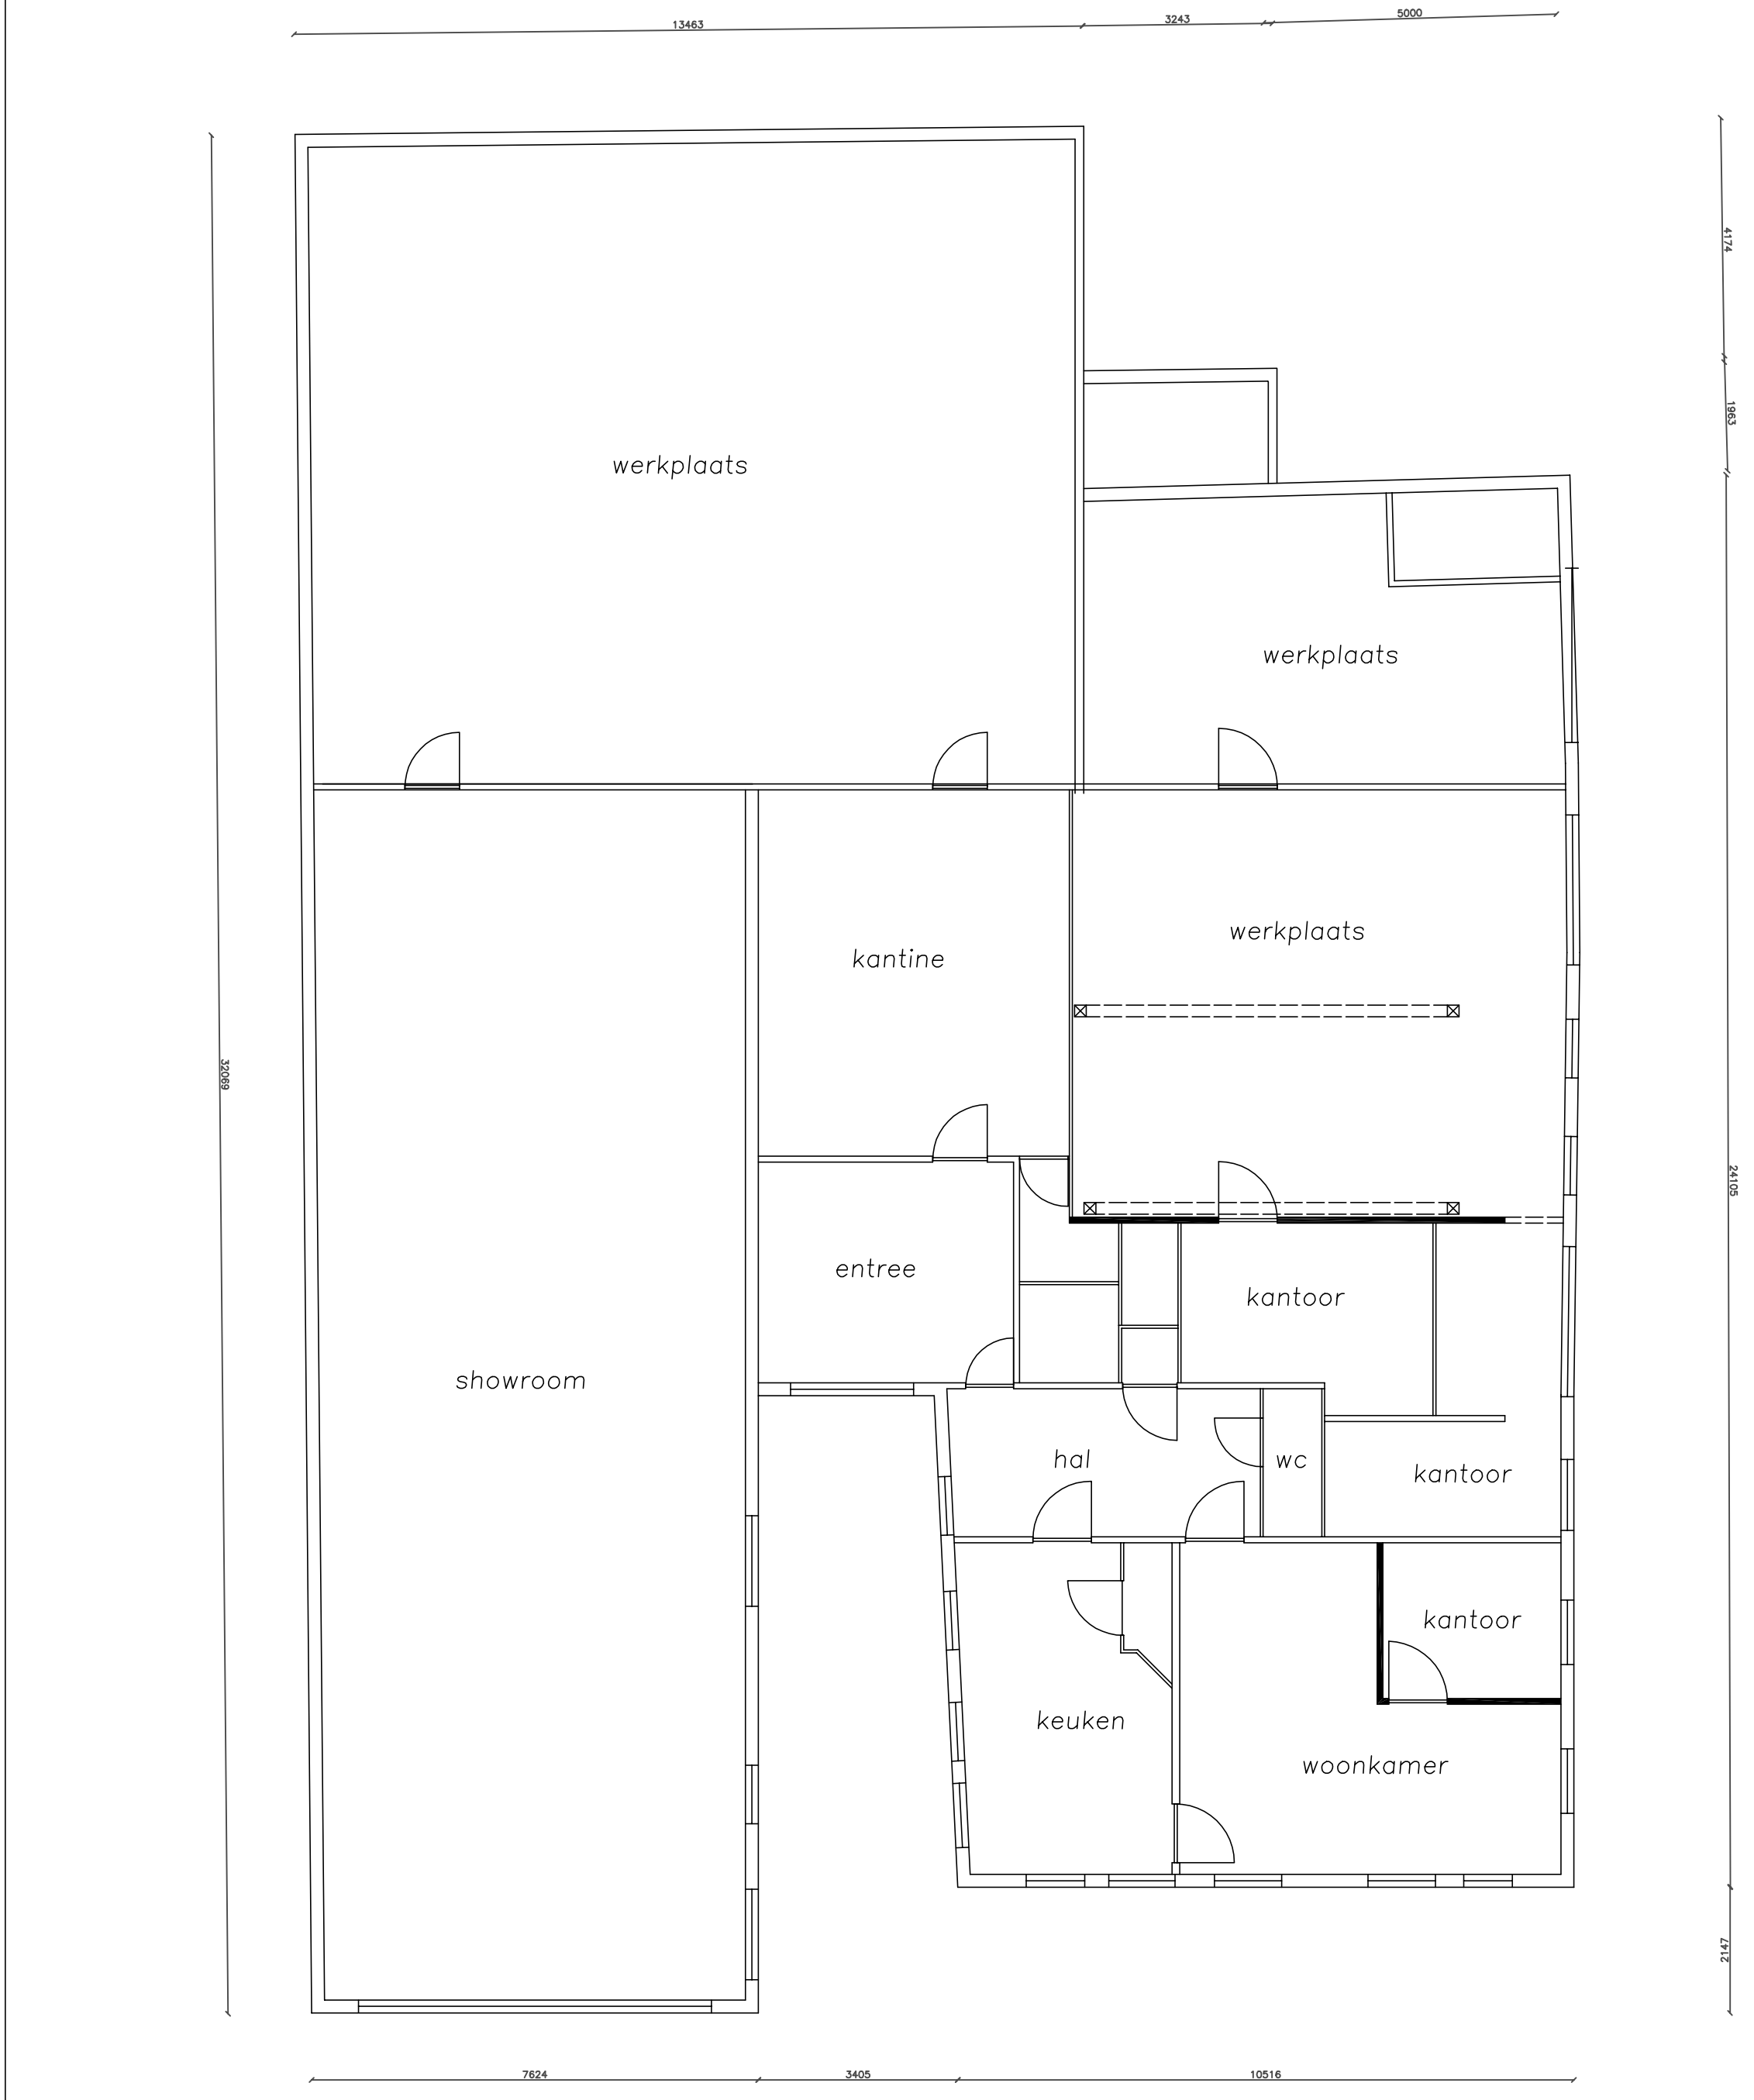 13463
3243
5000
4174
1963
werkplaats
werkplaats
werkplaats
kantine
32069
24105
entree
kantoor
showroom
hal
wc
kantoor
kantoor
keuken
woonkamer
2147
7624
3405
10516